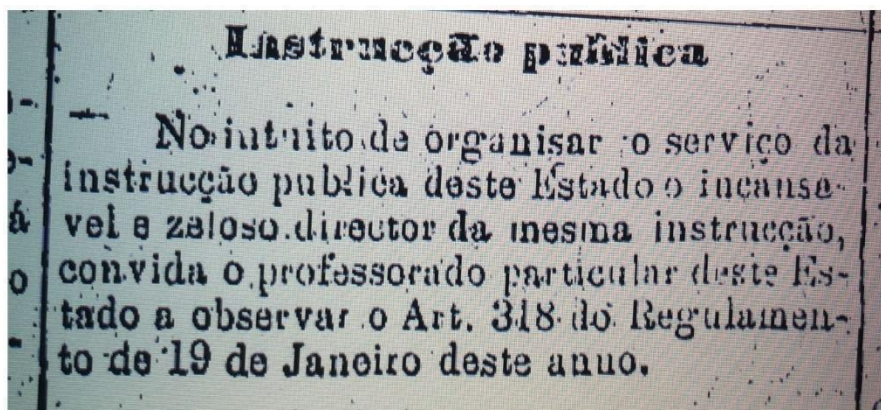 Instrucção publica
No intuito de organisar o serviço da
instrucção publica deste Estado o incansa-
vel e zeloso director da mesma instrucção,
convida o professorado particular deste Es-
tado a observar o Art. 318 do Regulamen-
to de 19 de Janeiro deste anno.